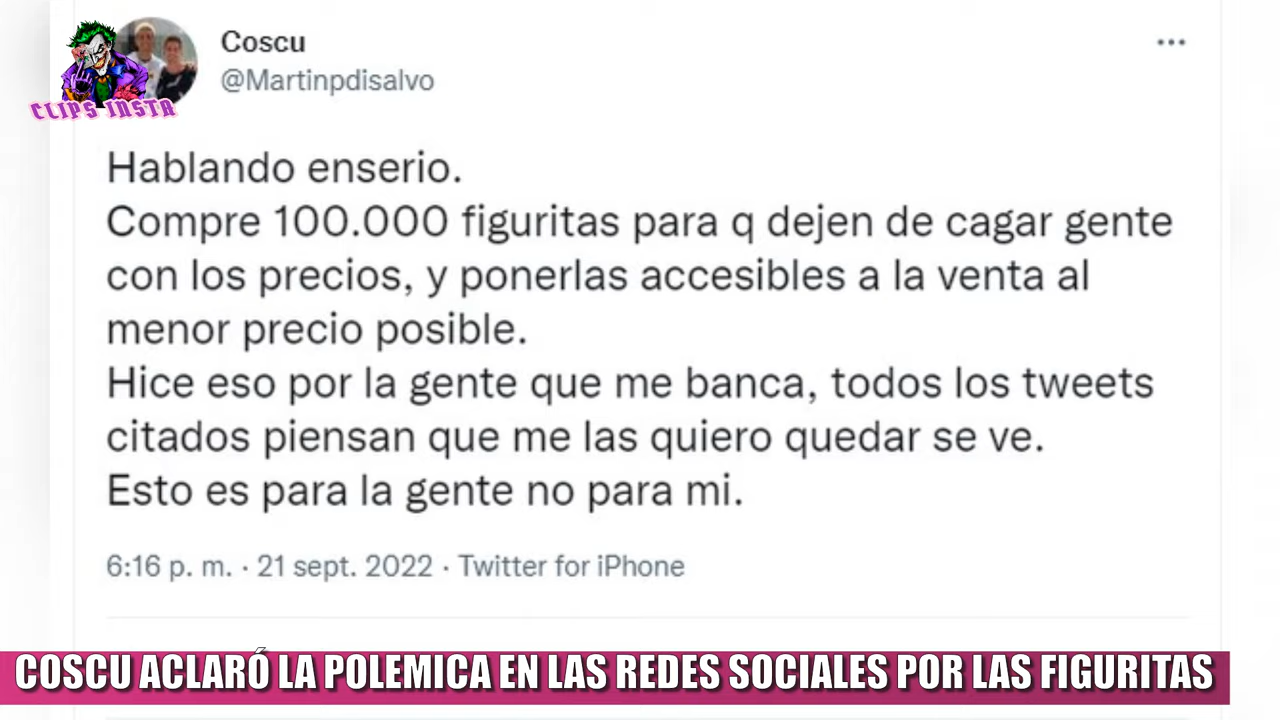 Coscu
@Martinpdisalvo
CLIPS INSTA
Hablando enserio.
Compre 100.000 figuritas para q dejen de cagar gente
con los precios, y ponerlas accesibles a la venta al
menor precio posible.
Hice eso por la gente que me banca, todos los tweets
citados piensan que me las quiero quedar se ve.
Esto es para la gente no para mi.
6:16 p. m. · 21 sept. 2022 · Twitter for iPhone
COSCU ACLARÓ LA POLEMICA EN LAS REDES SOCIALES POR LAS FIGURITAS